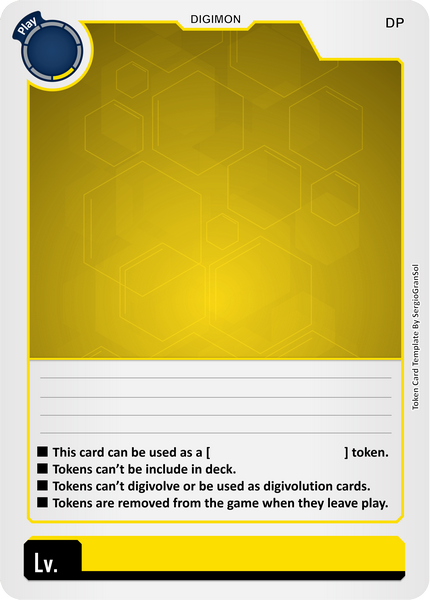 Play
DIGIMON
DP
Token Card Template By SergioGranSol
■ This card can be used as a [ ] token.
■ Tokens can't be include in deck.
■ Tokens can't digivolve or be used as digivolution cards.
■ Tokens are removed from the game when they leave play.
Lv.